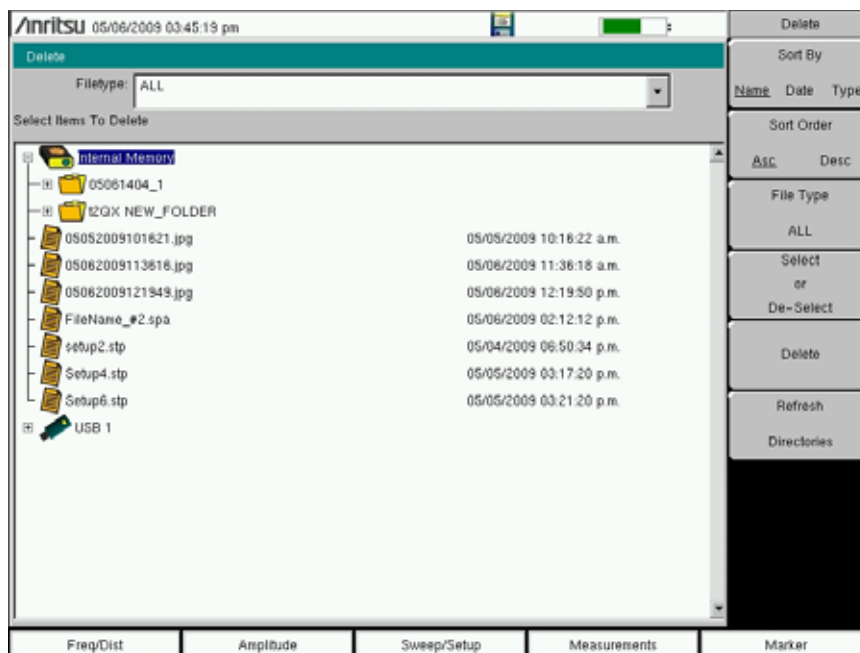 Anritsu 05/06/2009 03:45:19 pm
Delete
Filetype: ALL
Select Items To Delete
Internal Memory
05061404_1
t2GX NEW_FOLDER
05052009101621.jpg 05/05/2009 10:16:22 a.m.
05062009113616.jpg 05/06/2009 11:36:18 a.m.
05062009121949.jpg 05/06/2009 12:19:50 p.m.
FileName_#2.spa 05/06/2009 02:12:12 p.m.
setup2.stp 05/04/2009 06:50:34 p.m.
Setup4.stp 05/05/2009 03:17:20 p.m.
Setup6.stp 05/05/2009 03:21:20 p.m.
USB 1
Delete
Sort By
Name Date Type
Sort Order
Asc Desc
File Type
ALL
Select
or
De-Select
Delete
Refresh
Directories
Freq/Dist Amplitude Sweep/Setup Measurements Marker